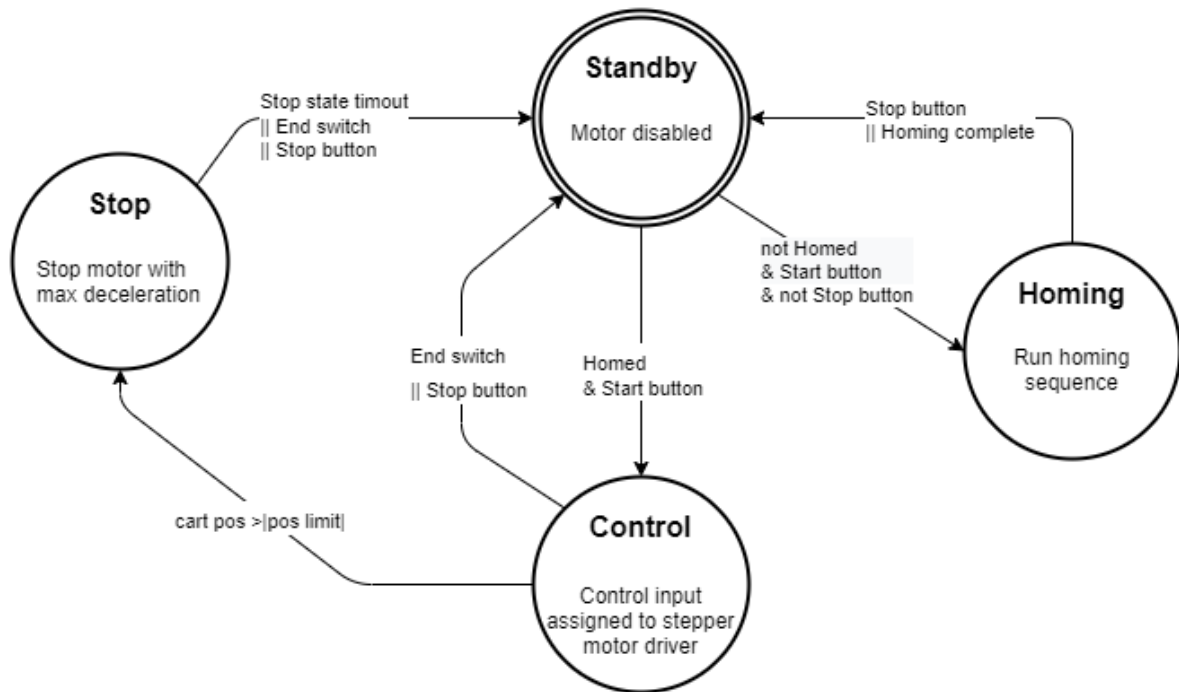 Standby
Motor disabled
Stop state timout
|| End switch
|| Stop button
Stop button
|| Homing complete
Stop
Stop motor with
max deceleration
not Homed
& Start button
& not Stop button
Homing
Run homing
sequence
End switch
|| Stop button
Homed
& Start button
cart pos >|pos limit|
Control
Control input
assigned to stepper
motor driver